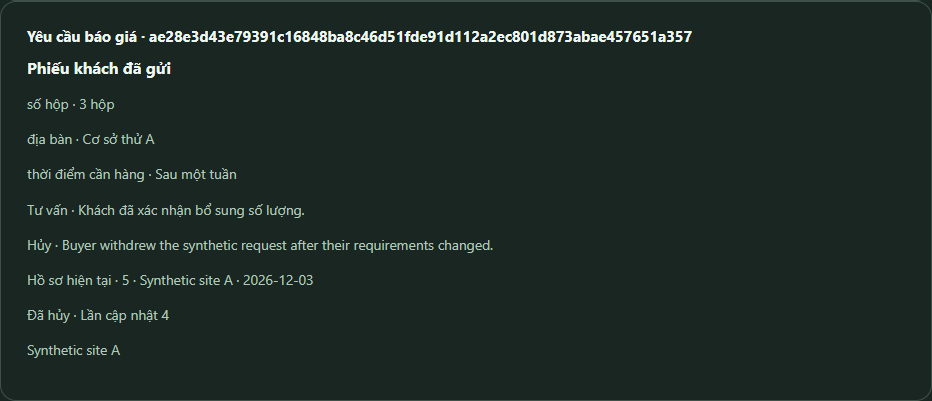 Yêu cầu báo giá · ae28e3d43e79391c16848ba8c46d51fde91d112a2ec801d873abae457651a357
Phiếu khách đã gửi
số hộp · 3 hộp
địa bàn · Cơ sở thử A
thời điểm cần hàng · Sau một tuần
Tư vấn · Khách đã xác nhận bổ sung số lượng.
Hủy · Buyer withdrew the synthetic request after their requirements changed.
Hồ sơ hiện tại · 5 · Synthetic site A · 2026-12-03
Đã hủy · Lần cập nhật 4
Synthetic site A